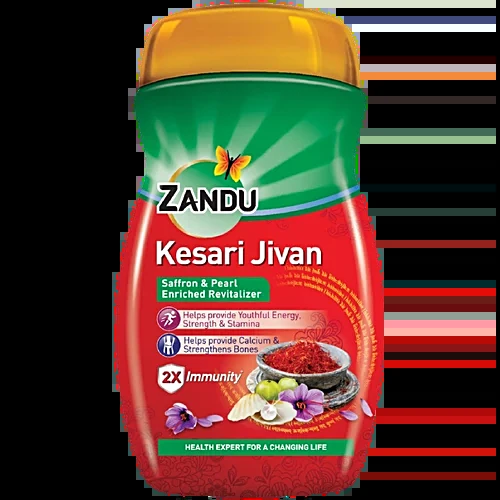 ZANDU
Kesari Jivan
Saffron & Pearl
Enriched Revitalizer
Helps provide Youthful Energy,
Strength & Stamina
Helps provide Calcium &
Strengthens Bones
2X Immunity*
HEALTH EXPERT FOR A CHANGING LIFE